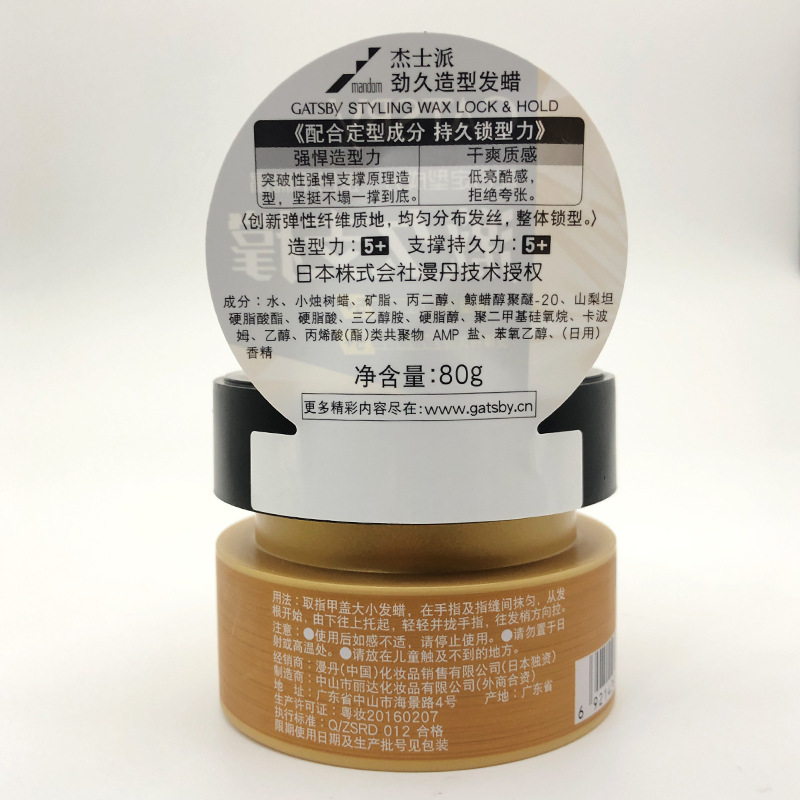 杰士派
mandom 劲久造型发蜡
GATSBY STYLING WAX LOCK & HOLD
《配合定型成分 持久锁型力》
强悍造型力 干爽质感
突破性强悍支撑原理造 低亮酷感,
型,坚挺不塌一撑到底。 拒绝夸张。
〈创新弹性纤维质地,均匀分布发丝,整体锁型。〉
造型力:5+ 支撑持久力:5+
日本株式会社漫丹技术授权
成分:水、小烛树蜡、矿脂、丙二醇、鲸蜡醇聚醚-20、山梨坦
硬脂酸酯、硬脂酸、三乙醇胺、硬脂醇、聚二甲基硅氧烷、卡波
姆、乙醇、丙烯酸(酯)类共聚物 AMP 盐、苯氧乙醇、(日用)
香精
净含量:80g
更多精彩内容尽在:www.gatsby.cn
用法:取指甲盖大小发蜡,在手指及指缝间抹匀,从发
根开始,由下往上托起,轻轻并拢手指,往发梢方向拉。
注意:●使用后如感不适,请停止使用。●请勿置于日
射或高温处。●请放在儿童触及不到的地方。
经销商:漫丹(中国)化妆品销售有限公司(日本独资)
制造商:中山市丽达化妆品有限公司(外商合资)
地 址:广东省中山市海景路4号 产地:广东省
生产许可证:粤妆20160207
执行标准:Q/ZSRD 012 合格
限期使用日期及生产批号见包装